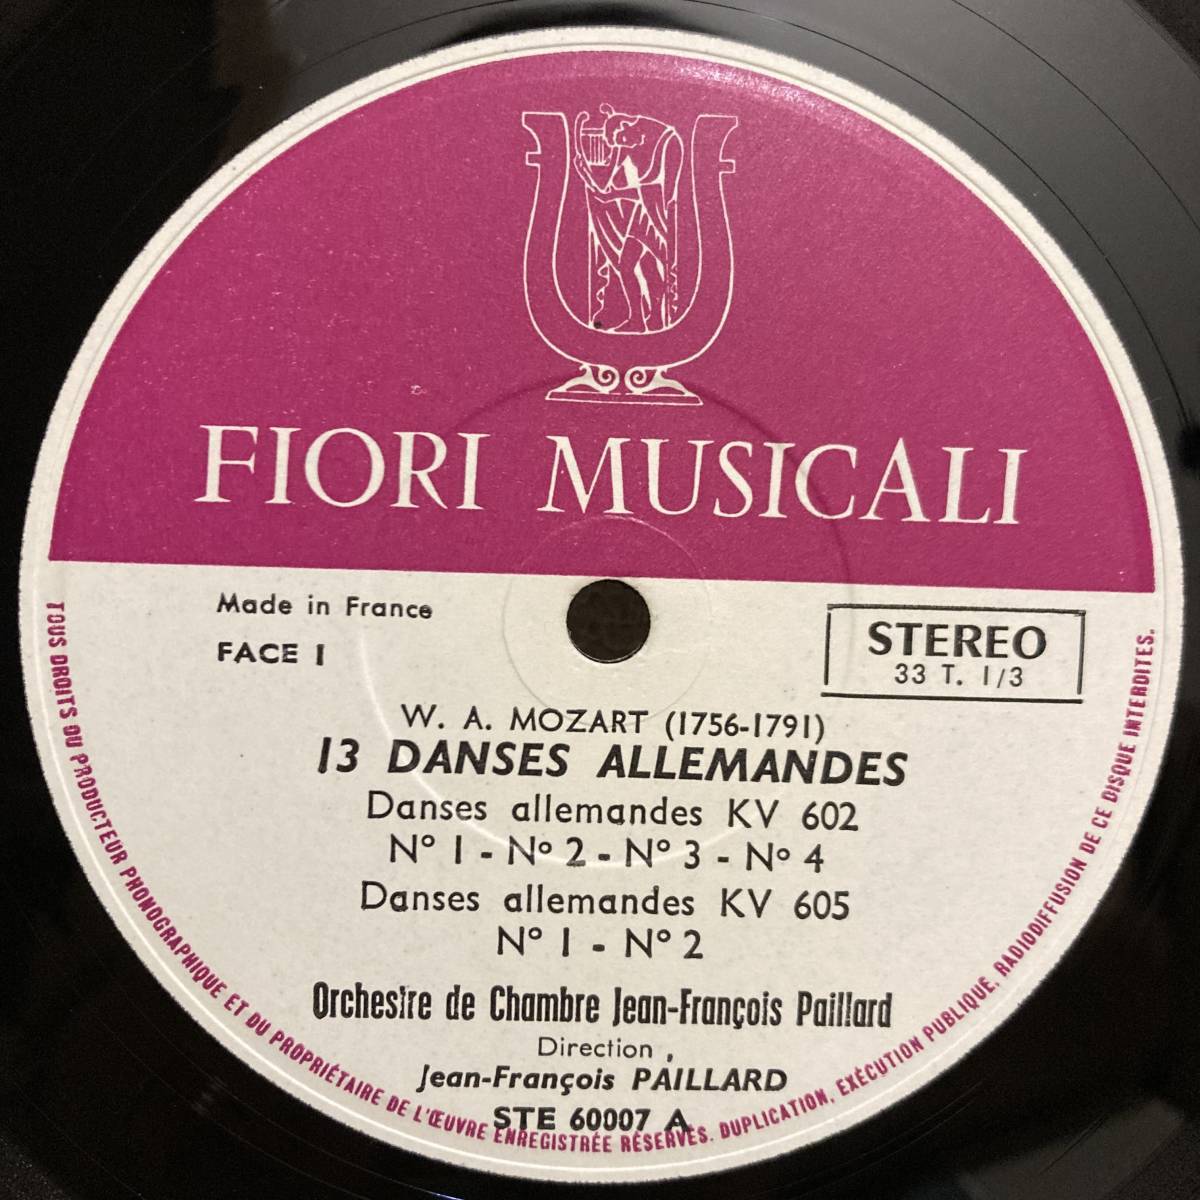 FIORI MUSICALI
Made in France
FACE 1
STEREO
33 T. 1/3
W. A. MOZART (1756-1791)
13 DANSES ALLEMANDES
Danses allemandes KV 602
N° 1 - N° 2 - N° 3 - N° 4
Danses allemandes KV 605
N° 1 - N° 2
Orchestre de Chambre Jean-François Paillard
Direction
Jean-François PAILLARD
STE 60007 A
TOUS DROITS DU PRODUCTEUR PHONOGRAPHIQUE ET DU PROPRIÉTAIRE DE L'ŒUVRE ENREGISTRÉE RÉSERVÉS. DUPLICATION, EXÉCUTION PUBLIQUE, RADIODIFFUSION DE CE DISQUE INTERDITES.